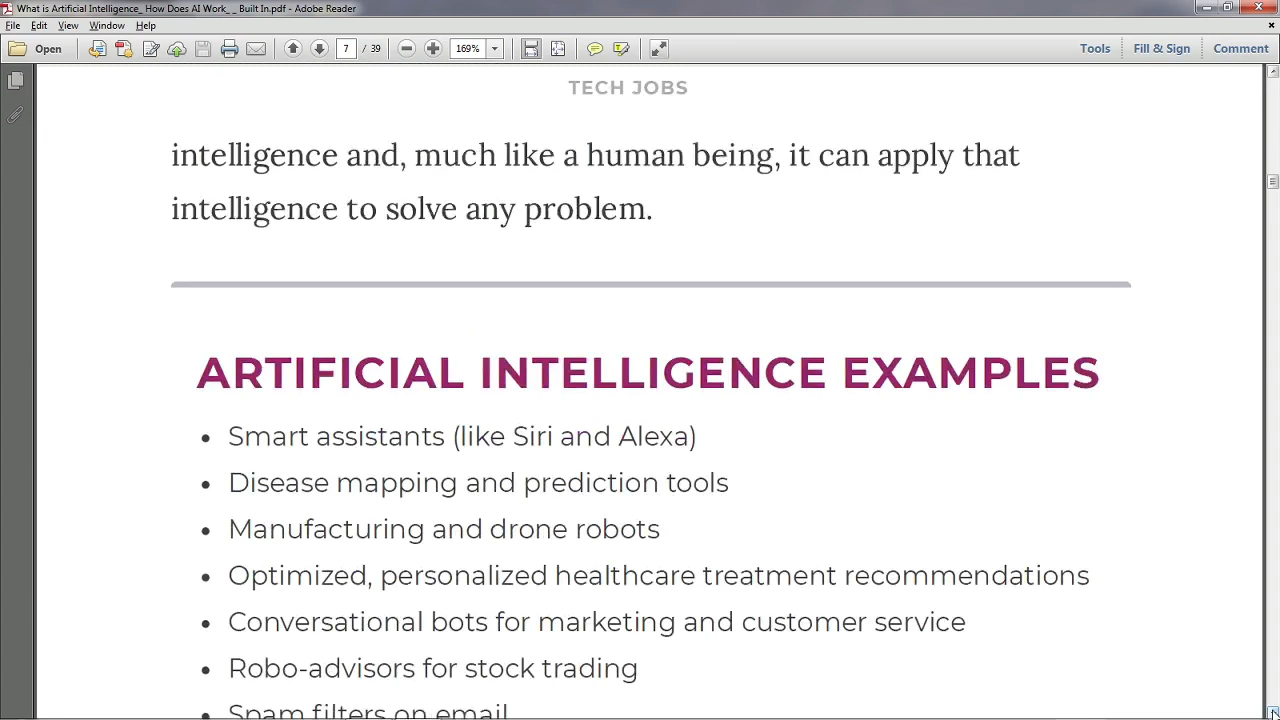 What is Artificial Intelligence_ How Does AI Work_ _ Built In.pdf - Adobe Reader
File Edit View Window Help
Open 7 / 39 169% Tools Fill & Sign Comment
TECH JOBS
intelligence and, much like a human being, it can apply that
intelligence to solve any problem.
ARTIFICIAL INTELLIGENCE EXAMPLES
• Smart assistants (like Siri and Alexa)
• Disease mapping and prediction tools
• Manufacturing and drone robots
• Optimized, personalized healthcare treatment recommendations
• Conversational bots for marketing and customer service
• Robo-advisors for stock trading
• Spam filters on email